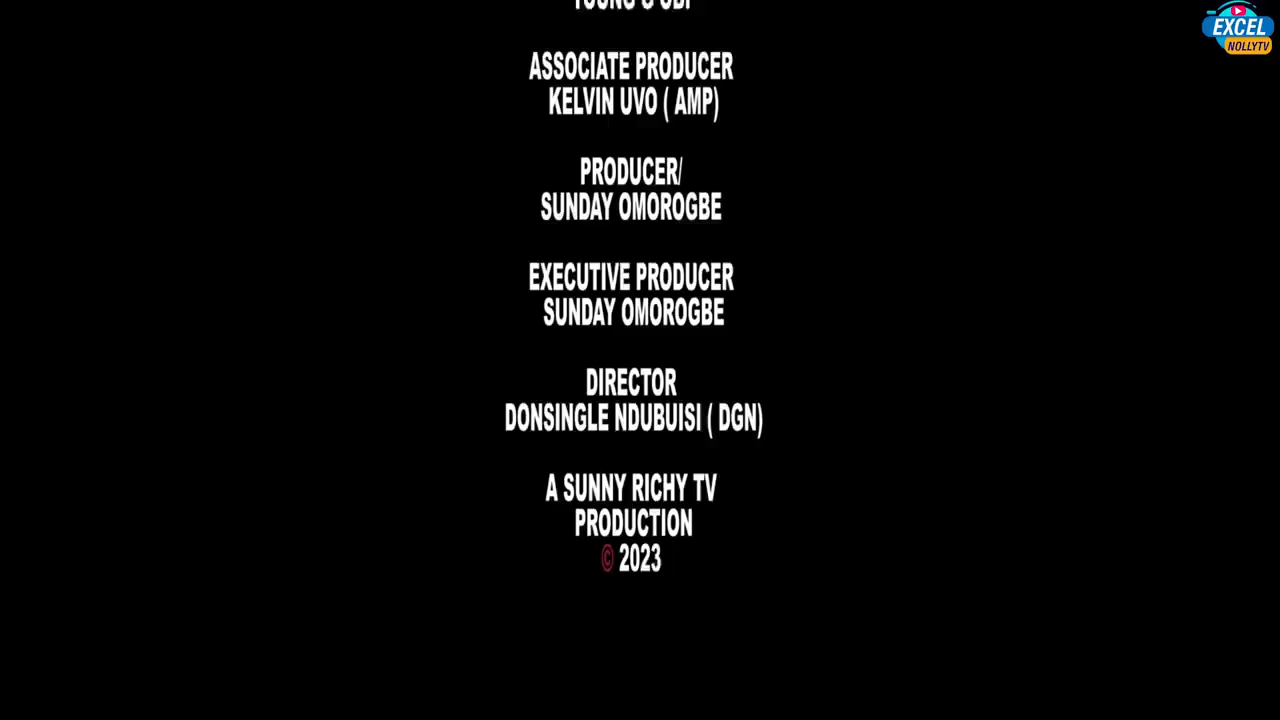 EXCEL
NOLLYTV
ASSOCIATE PRODUCER
KELVIN UVO ( AMP)
PRODUCER/
SUNDAY OMOROGBE
EXECUTIVE PRODUCER
SUNDAY OMOROGBE
DIRECTOR
DONSINGLE NDUBUISI ( DGN)
A SUNNY RICHY TV
PRODUCTION
© 2023